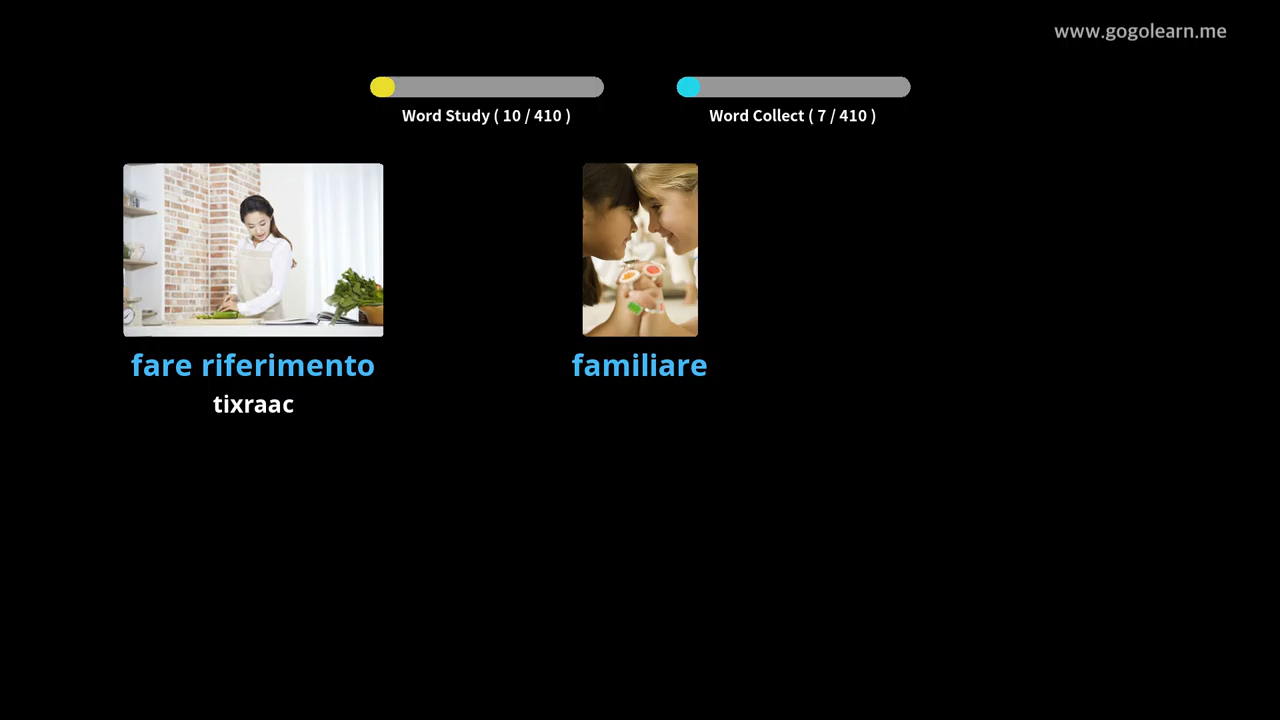 www.gogolearn.me
Word Study ( 10 / 410 )
Word Collect ( 7 / 410 )
fare riferimento
tixraac
familiare